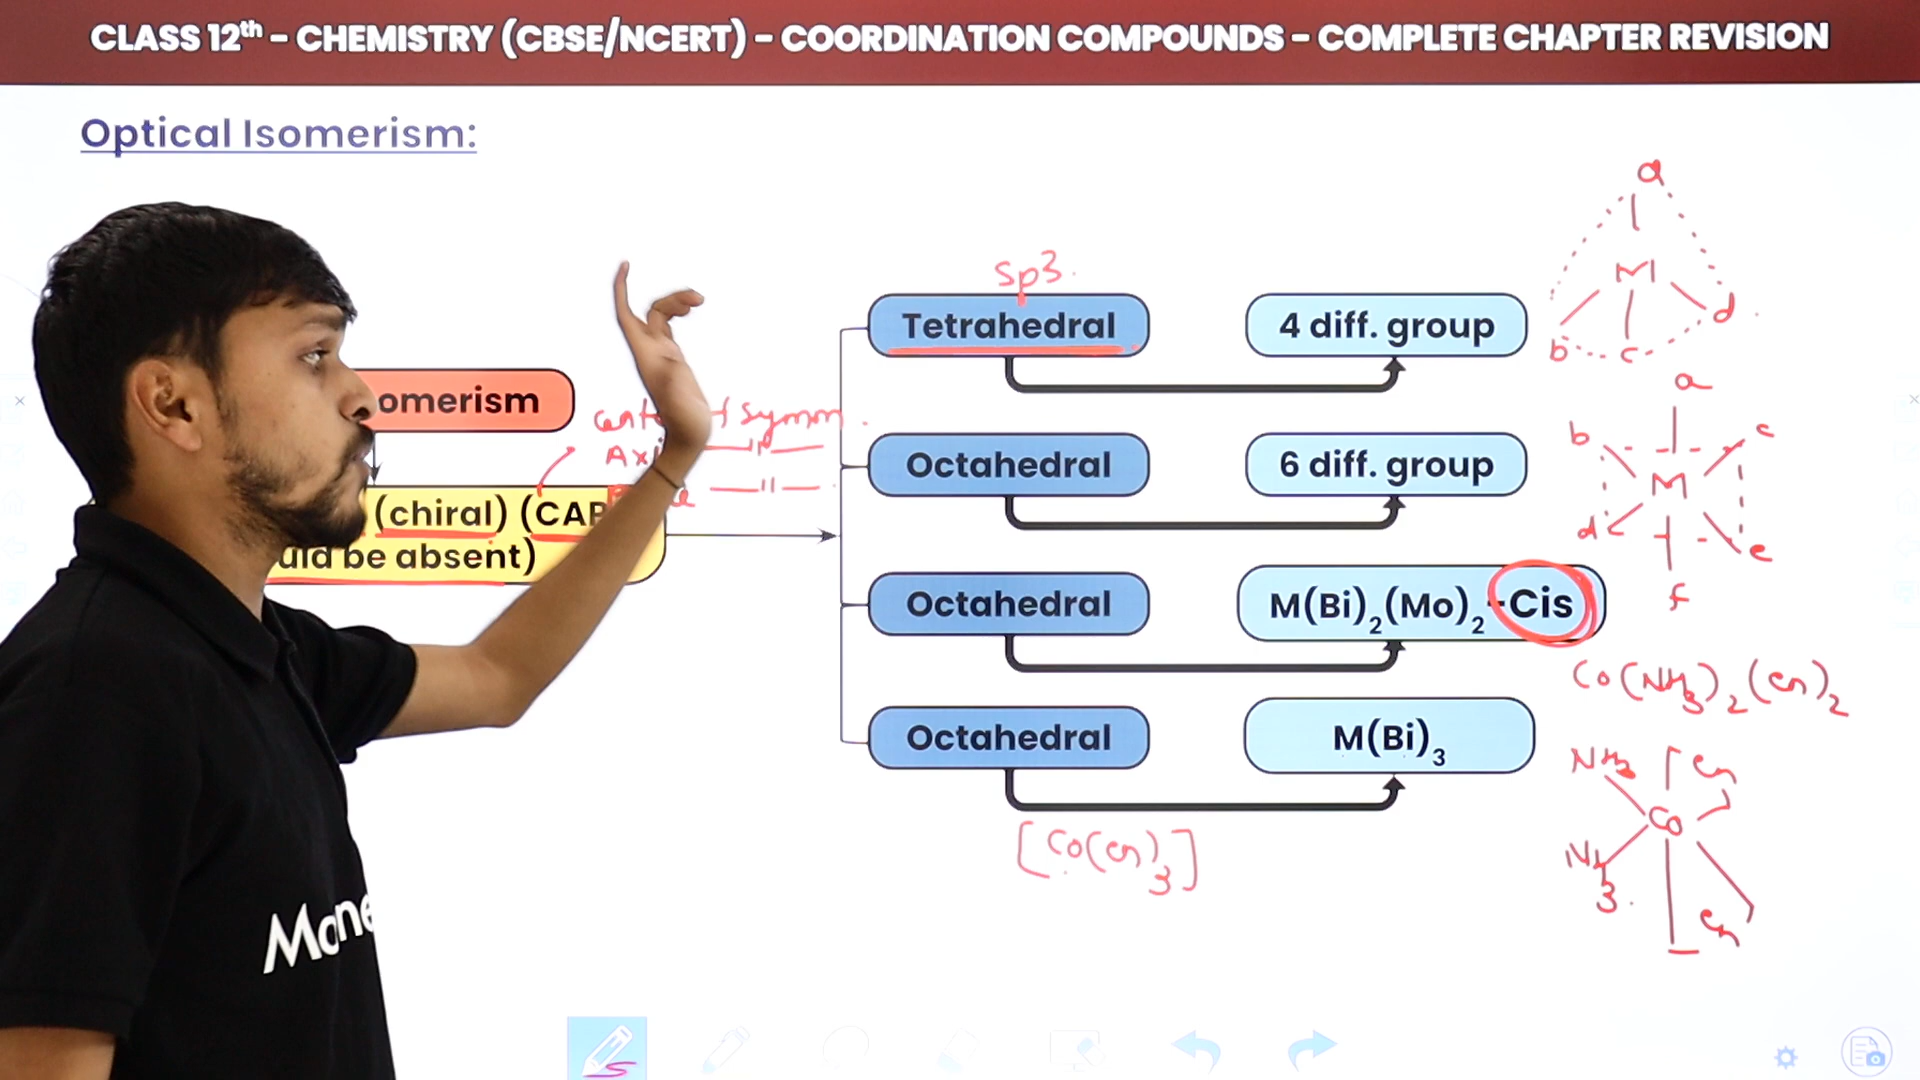 CLASS 12th - CHEMISTRY (CBSE/NCERT) - COORDINATION COMPOUNDS - COMPLETE CHAPTER REVISION
Optical Isomerism:
a
M
b c d
Sp3.
Tetrahedral
4 diff. group
omerism
Symm.
Octahedral
6 diff. group
a
b c
M
d e
f
(chiral) (CAP
uld be absent)
Octahedral
M(Bi)2(Mo)2-Cis
Co(NH3)2(en)2
Octahedral
M(Bi)3
[Co(en)3]
NH3 en
Co
NH3.
en
Mane